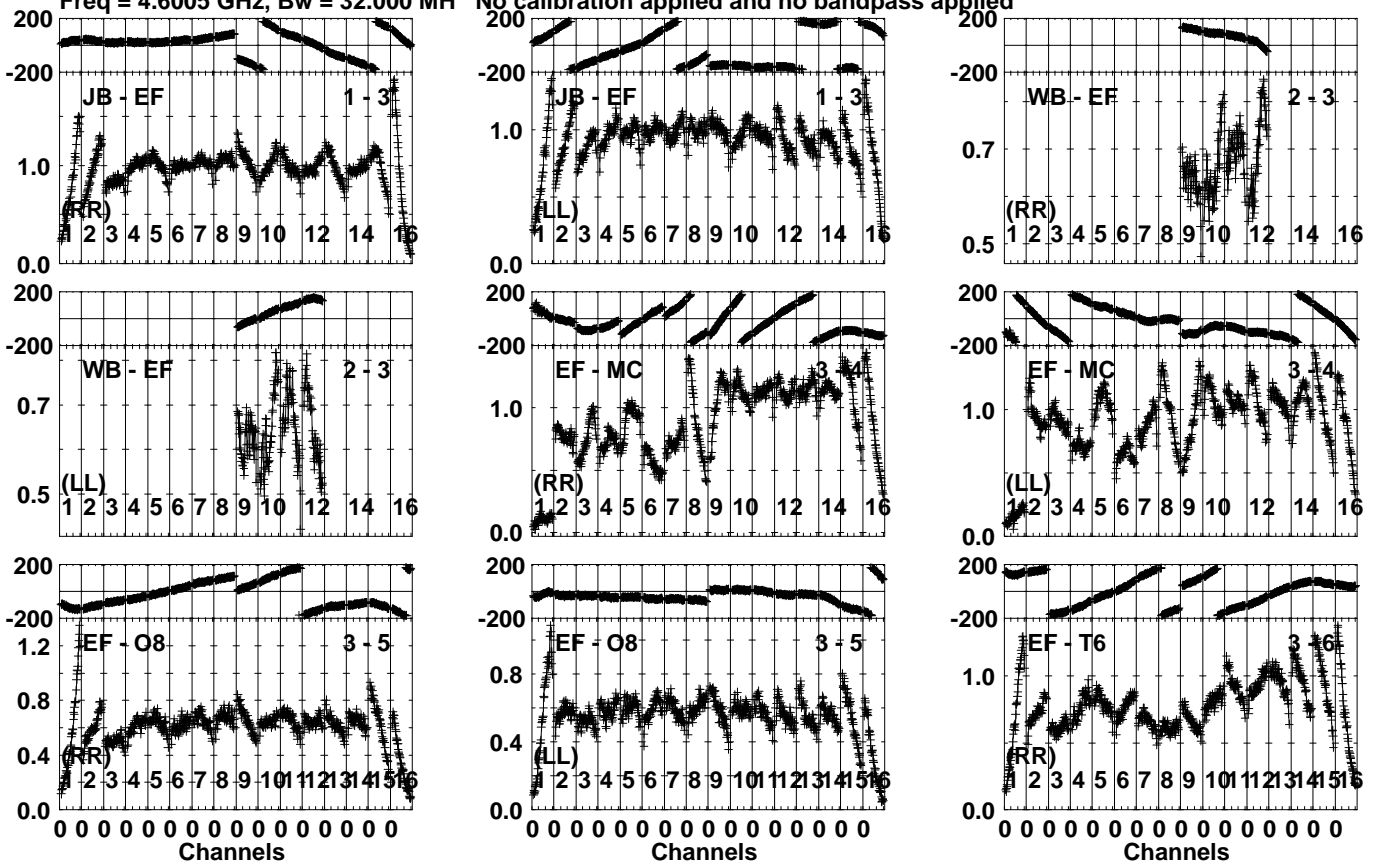 Freq = 4.6005 GHz, Bw = 32.000 MH No calibration applied and no bandpass applied
200
-200
JB - EF 1 - 3
1.0
(RR)
1 2 3 4 5 6 7 8 9 10 12 14 16
0.0
200
-200
JB - EF 1 - 3
1.0
(LL)
1 2 3 4 5 6 7 8 9 10 12 14 16
0.0
200
-200
WB - EF 2 - 3
0.7
(RR)
1 2 3 4 5 6 7 8 9 10 12 14 16
0.5
200
-200
WB - EF 2 - 3
0.7
0.5
(LL)
1 2 3 4 5 6 7 8 9 10 12 14 16
200
-200
EF - MC 3 - 4
1.0
(RR)
1 2 3 4 5 6 7 8 9 10 12 14 16
0.0
200
-200
EF - MC 3 - 4
1.0
(LL)
1 2 3 4 5 6 7 8 9 10 12 14 16
0.0
200
-200
EF - O8 3 - 5
1.2
0.8
0.4
(RR)
1 2 3 4 5 6 7 8 9 10 11 12 13 14 15 16
0.0
0 0 0 0 0 0 0 0 0 0 0 0 0 0 0 0
Channels
200
-200
EF - O8 3 - 5
0.8
0.4
(LL)
1 2 3 4 5 6 7 8 9 10 11 12 13 14 15 16
0.0
0 0 0 0 0 0 0 0 0 0 0 0 0 0 0 0
Channels
200
-200
EF - T6 3 - 6
1.0
(RR)
1 2 3 4 5 6 7 8 9 10 11 12 13 14 15 16
0.0
0 0 0 0 0 0 0 0 0 0 0 0 0 0 0 0
Channels